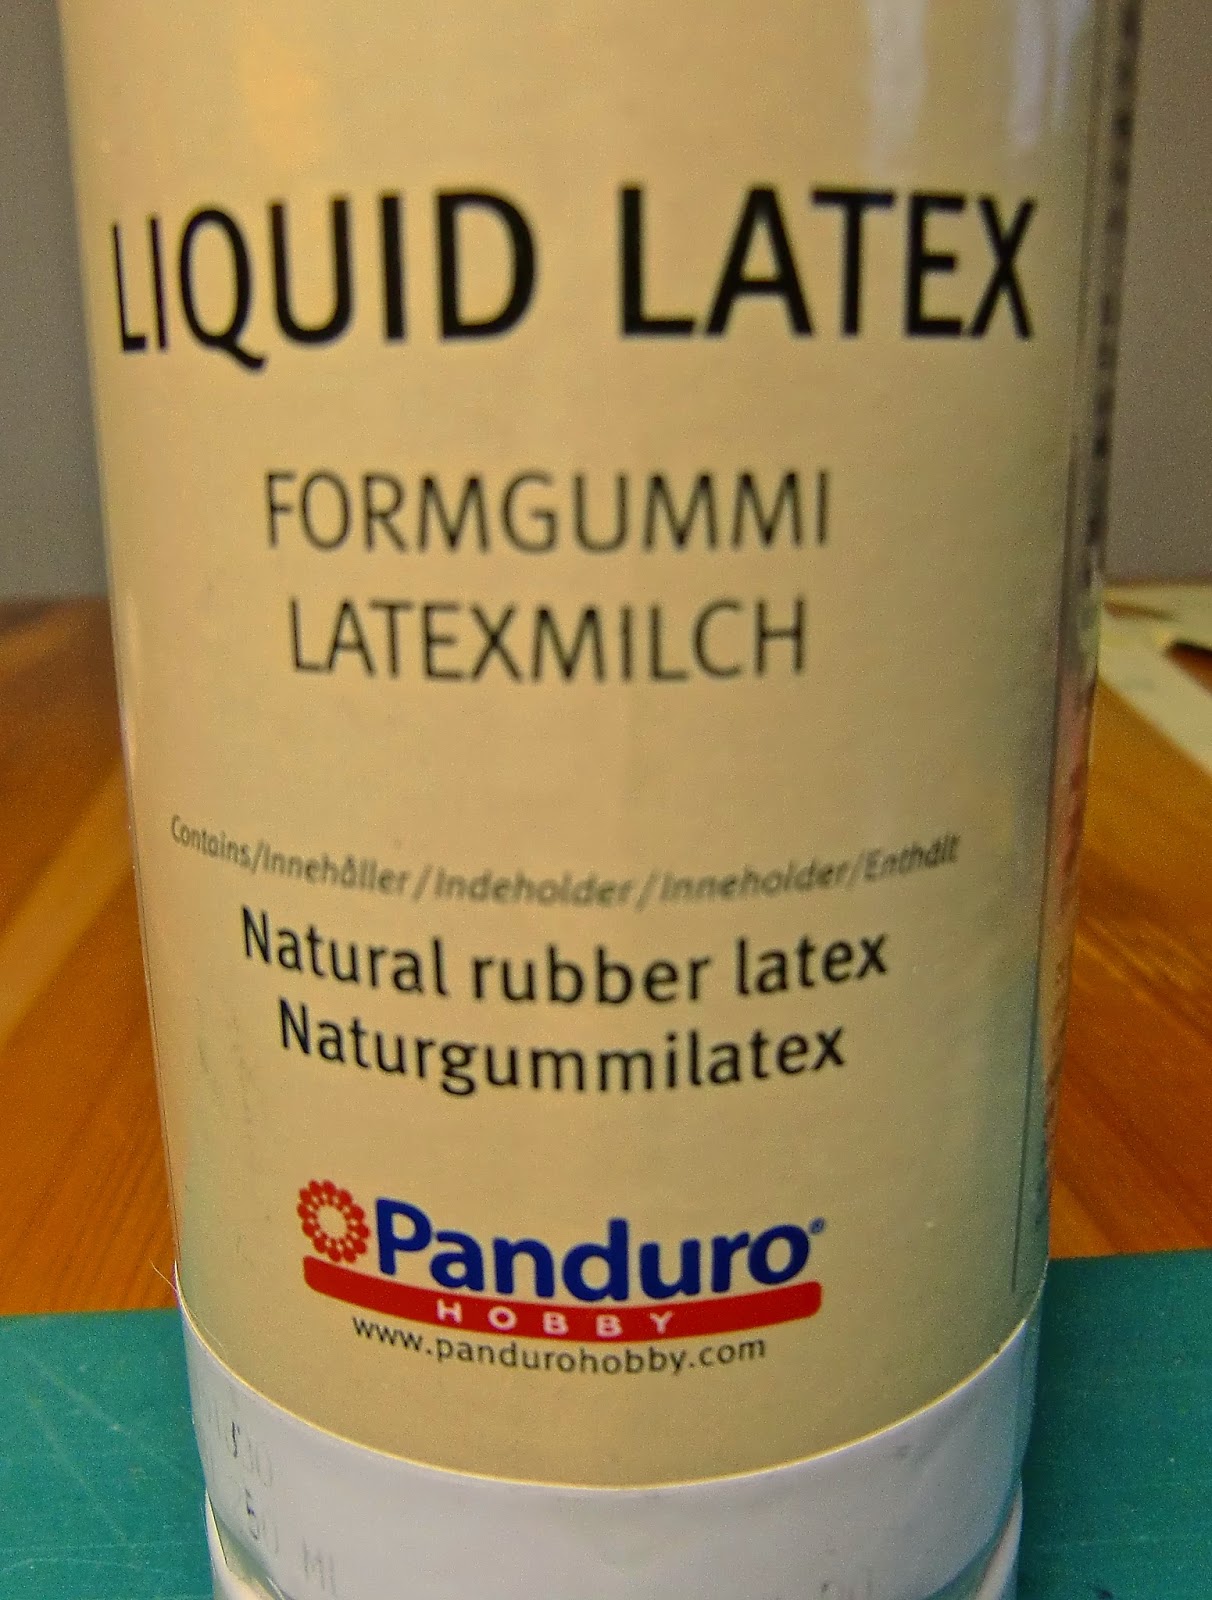 LIQUID LATEX
FORMGUMMI
LATEXMILCH
Contains/Innehåller/Indeholder/Inneholder/Enthält
Natural rubber latex
Naturgummilatex
Panduro®
HOBBY
www.pandurohobby.com